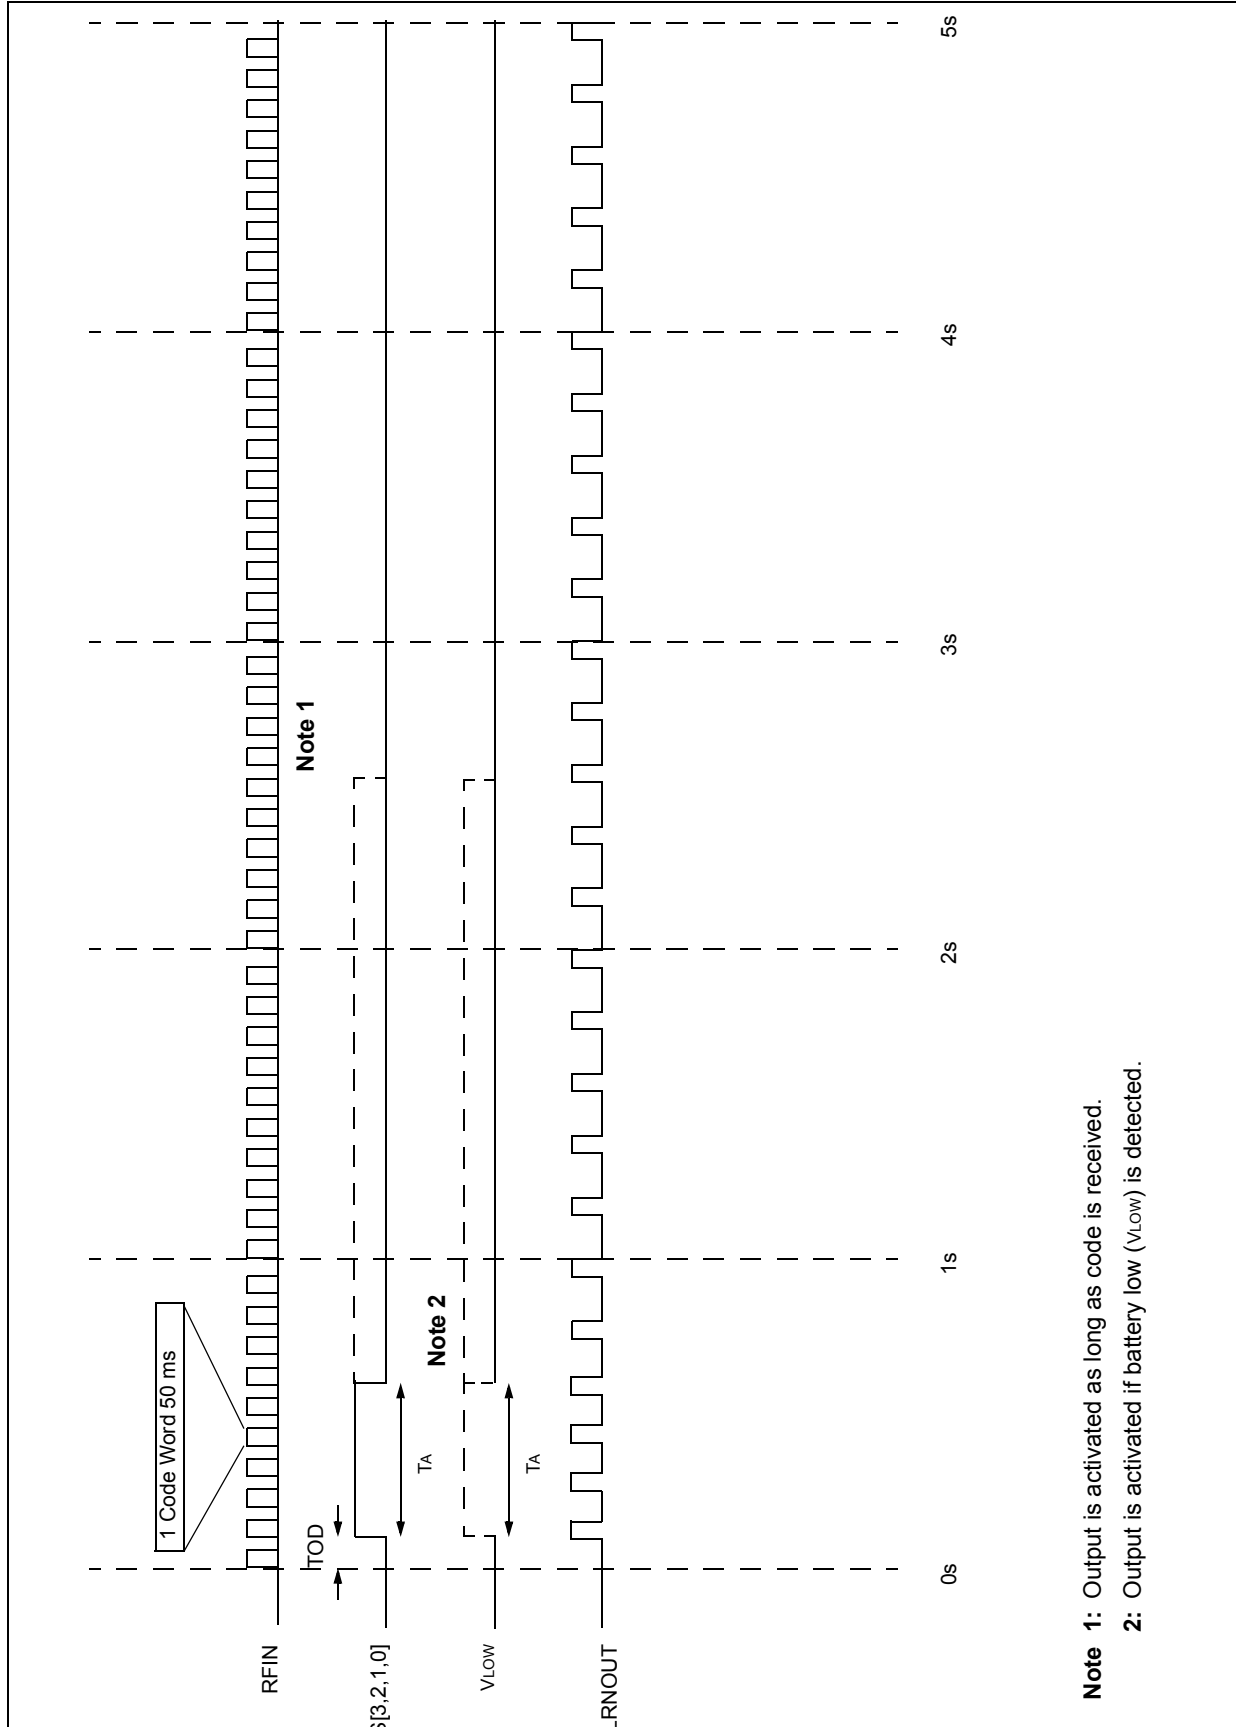 RFIN
1 Code Word 50 ms
TOD
Note 1
S[3,2,1,0]
TA
VLOW
Note 2
TA
LRNOUT
0s
1s
2s
3s
4s
5s
Note 1: Output is activated as long as code is received.
2: Output is activated if battery low (VLOW) is detected.